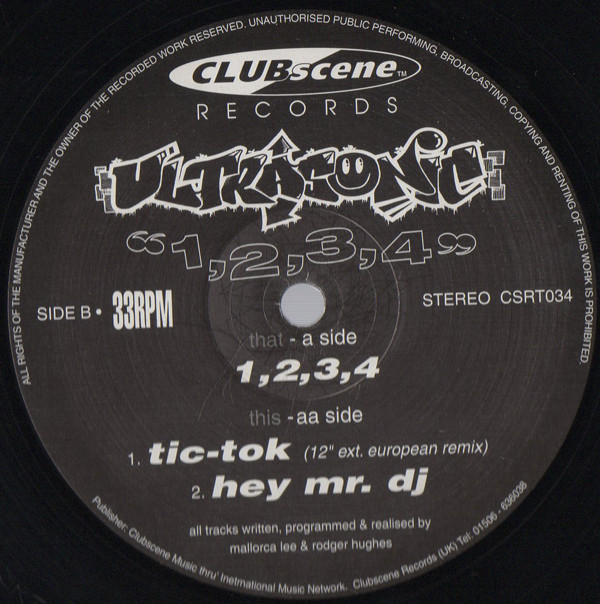 ALL RIGHTS OF THE MANUFACTURER AND THE OWNER OF THE RECORDED WORK RESERVED. UNAUTHORISED PUBLIC PERFORMING, BROADCASTING, COPYING AND RENTING OF THIS WORK IS PROHIBITED.
CLUBscene TM
RECORDS
ULTRASONIC
"1,2,3,4"
SIDE B • 33RPM
STEREO CSRT034
that - a side
1,2,3,4
this - aa side
1. tic-tok (12" ext. european remix)
2. hey mr. dj
all tracks written, programmed & realised by
mallorca lee & rodger hughes
Publisher: Clubscene Music thru' Inetrnational Music Network. Clubscene Records (UK) Tel: 01506 - 636038